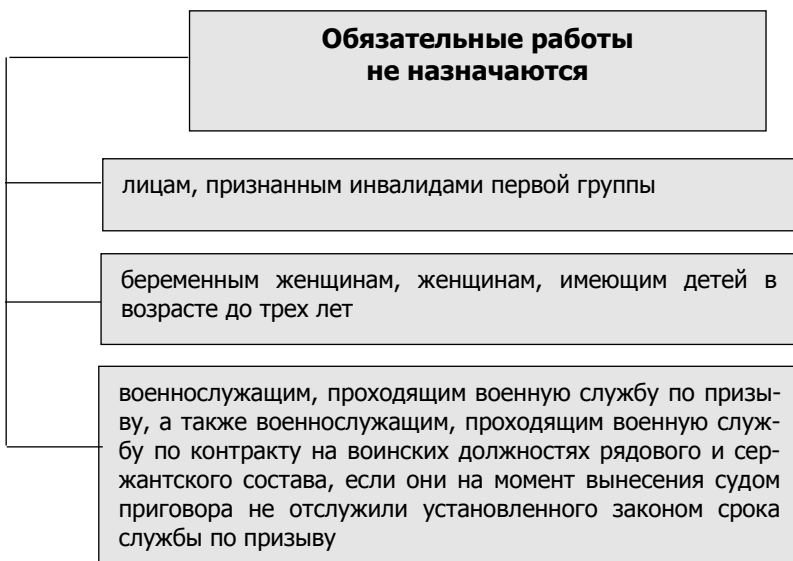 Обязательные работы
не назначаются
лицам, признанным инвалидами первой группы
беременным женщинам, женщинам, имеющим детей в
возрасте до трех лет
военнослужащим, проходящим военную службу по призы-
ву, а также военнослужащим, проходящим военную служ-
бу по контракту на воинских должностях рядового и сер-
жантского состава, если они на момент вынесения судом
приговора не отслужили установленного законом срока
службы по призыву